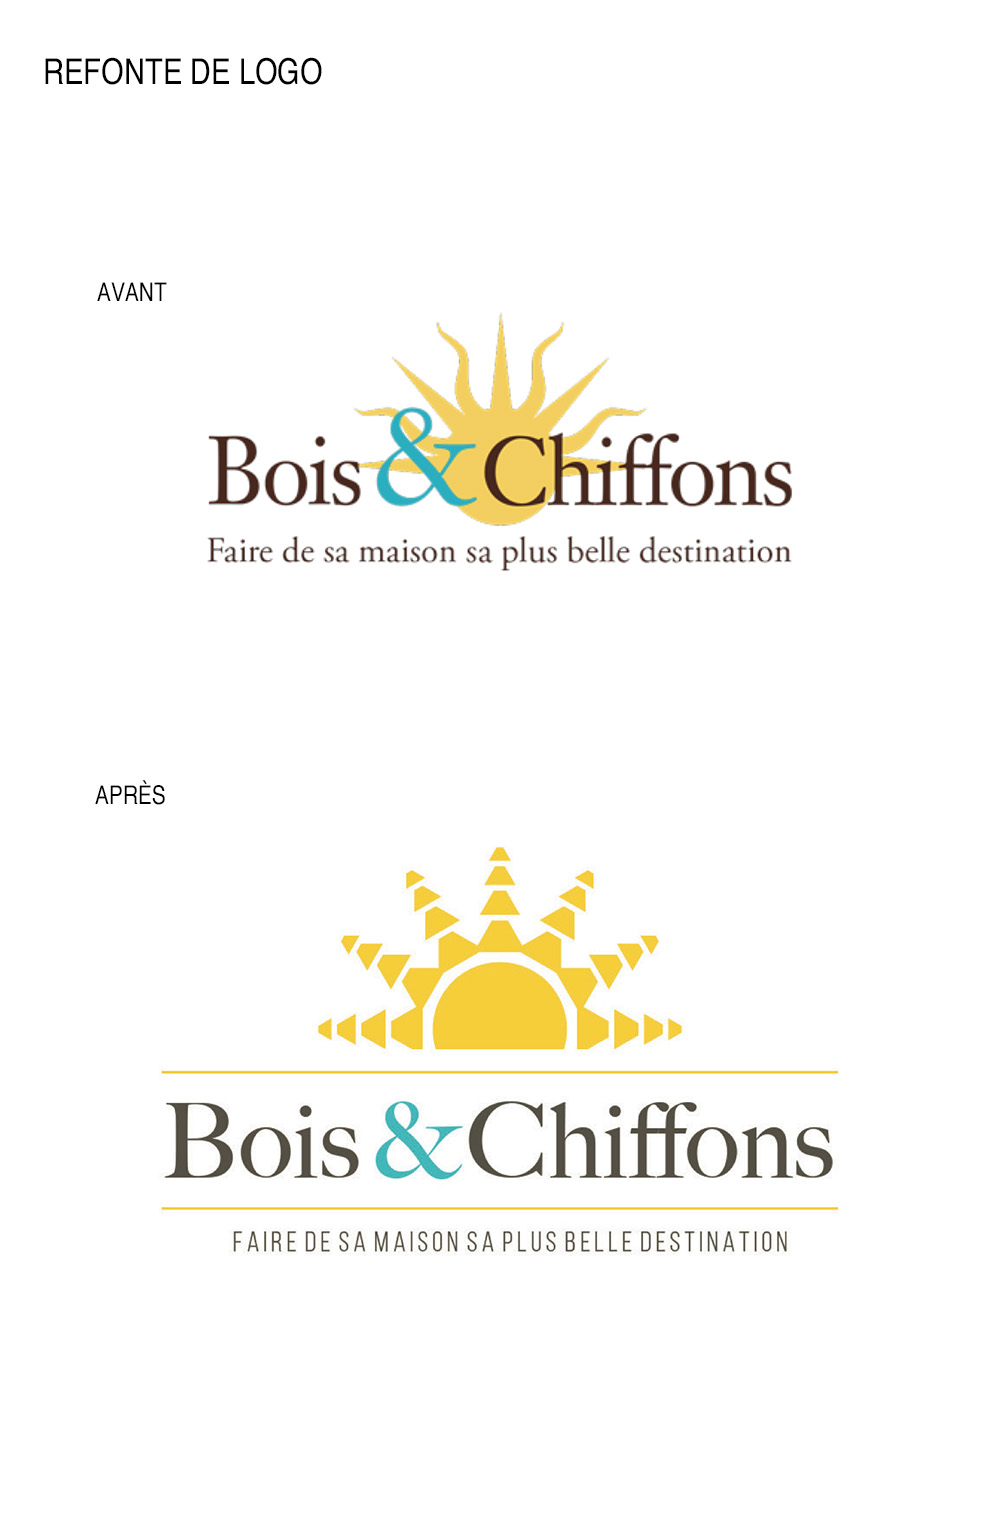 REFONTE DE LOGO
AVANT
Bois & Chiffons
Faire de sa maison sa plus belle destination
APRÈS
Bois & Chiffons
FAIRE DE SA MAISON SA PLUS BELLE DESTINATION